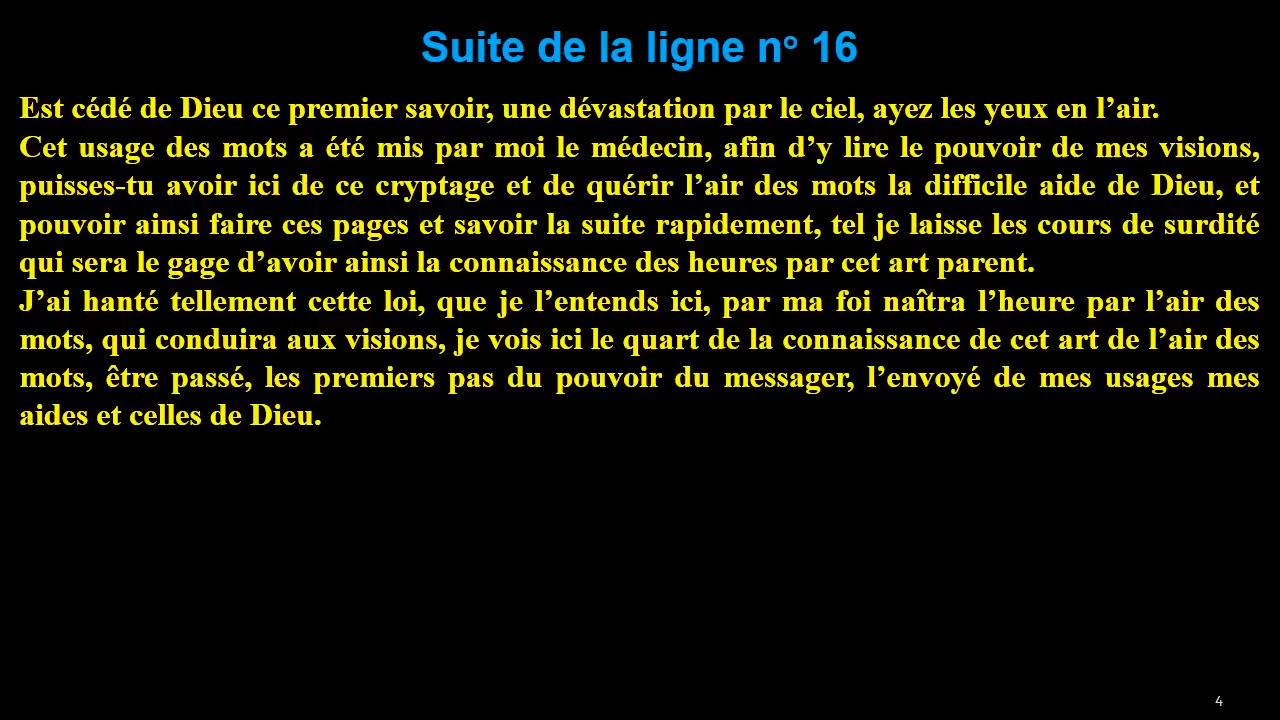 Suite de la ligne n° 16
Est cédé de Dieu ce premier savoir, une dévastation par le ciel, ayez les yeux en l’air.
Cet usage des mots a été mis par moi le médecin, afin d’y lire le pouvoir de mes visions,
puisses-tu avoir ici de ce cryptage et de quérir l’air des mots la difficile aide de Dieu, et
pouvoir ainsi faire ces pages et savoir la suite rapidement, tel je laisse les cours de surdité
qui sera le gage d’avoir ainsi la connaissance des heures par cet art parent.
J’ai hanté tellement cette loi, que je l’entends ici, par ma foi naîtra l’heure par l’air des
mots, qui conduira aux visions, je vois ici le quart de la connaissance de cet art de l’air des
mots, être passé, les premiers pas du pouvoir du messager, l’envoyé de mes usages mes
aides et celles de Dieu.
4